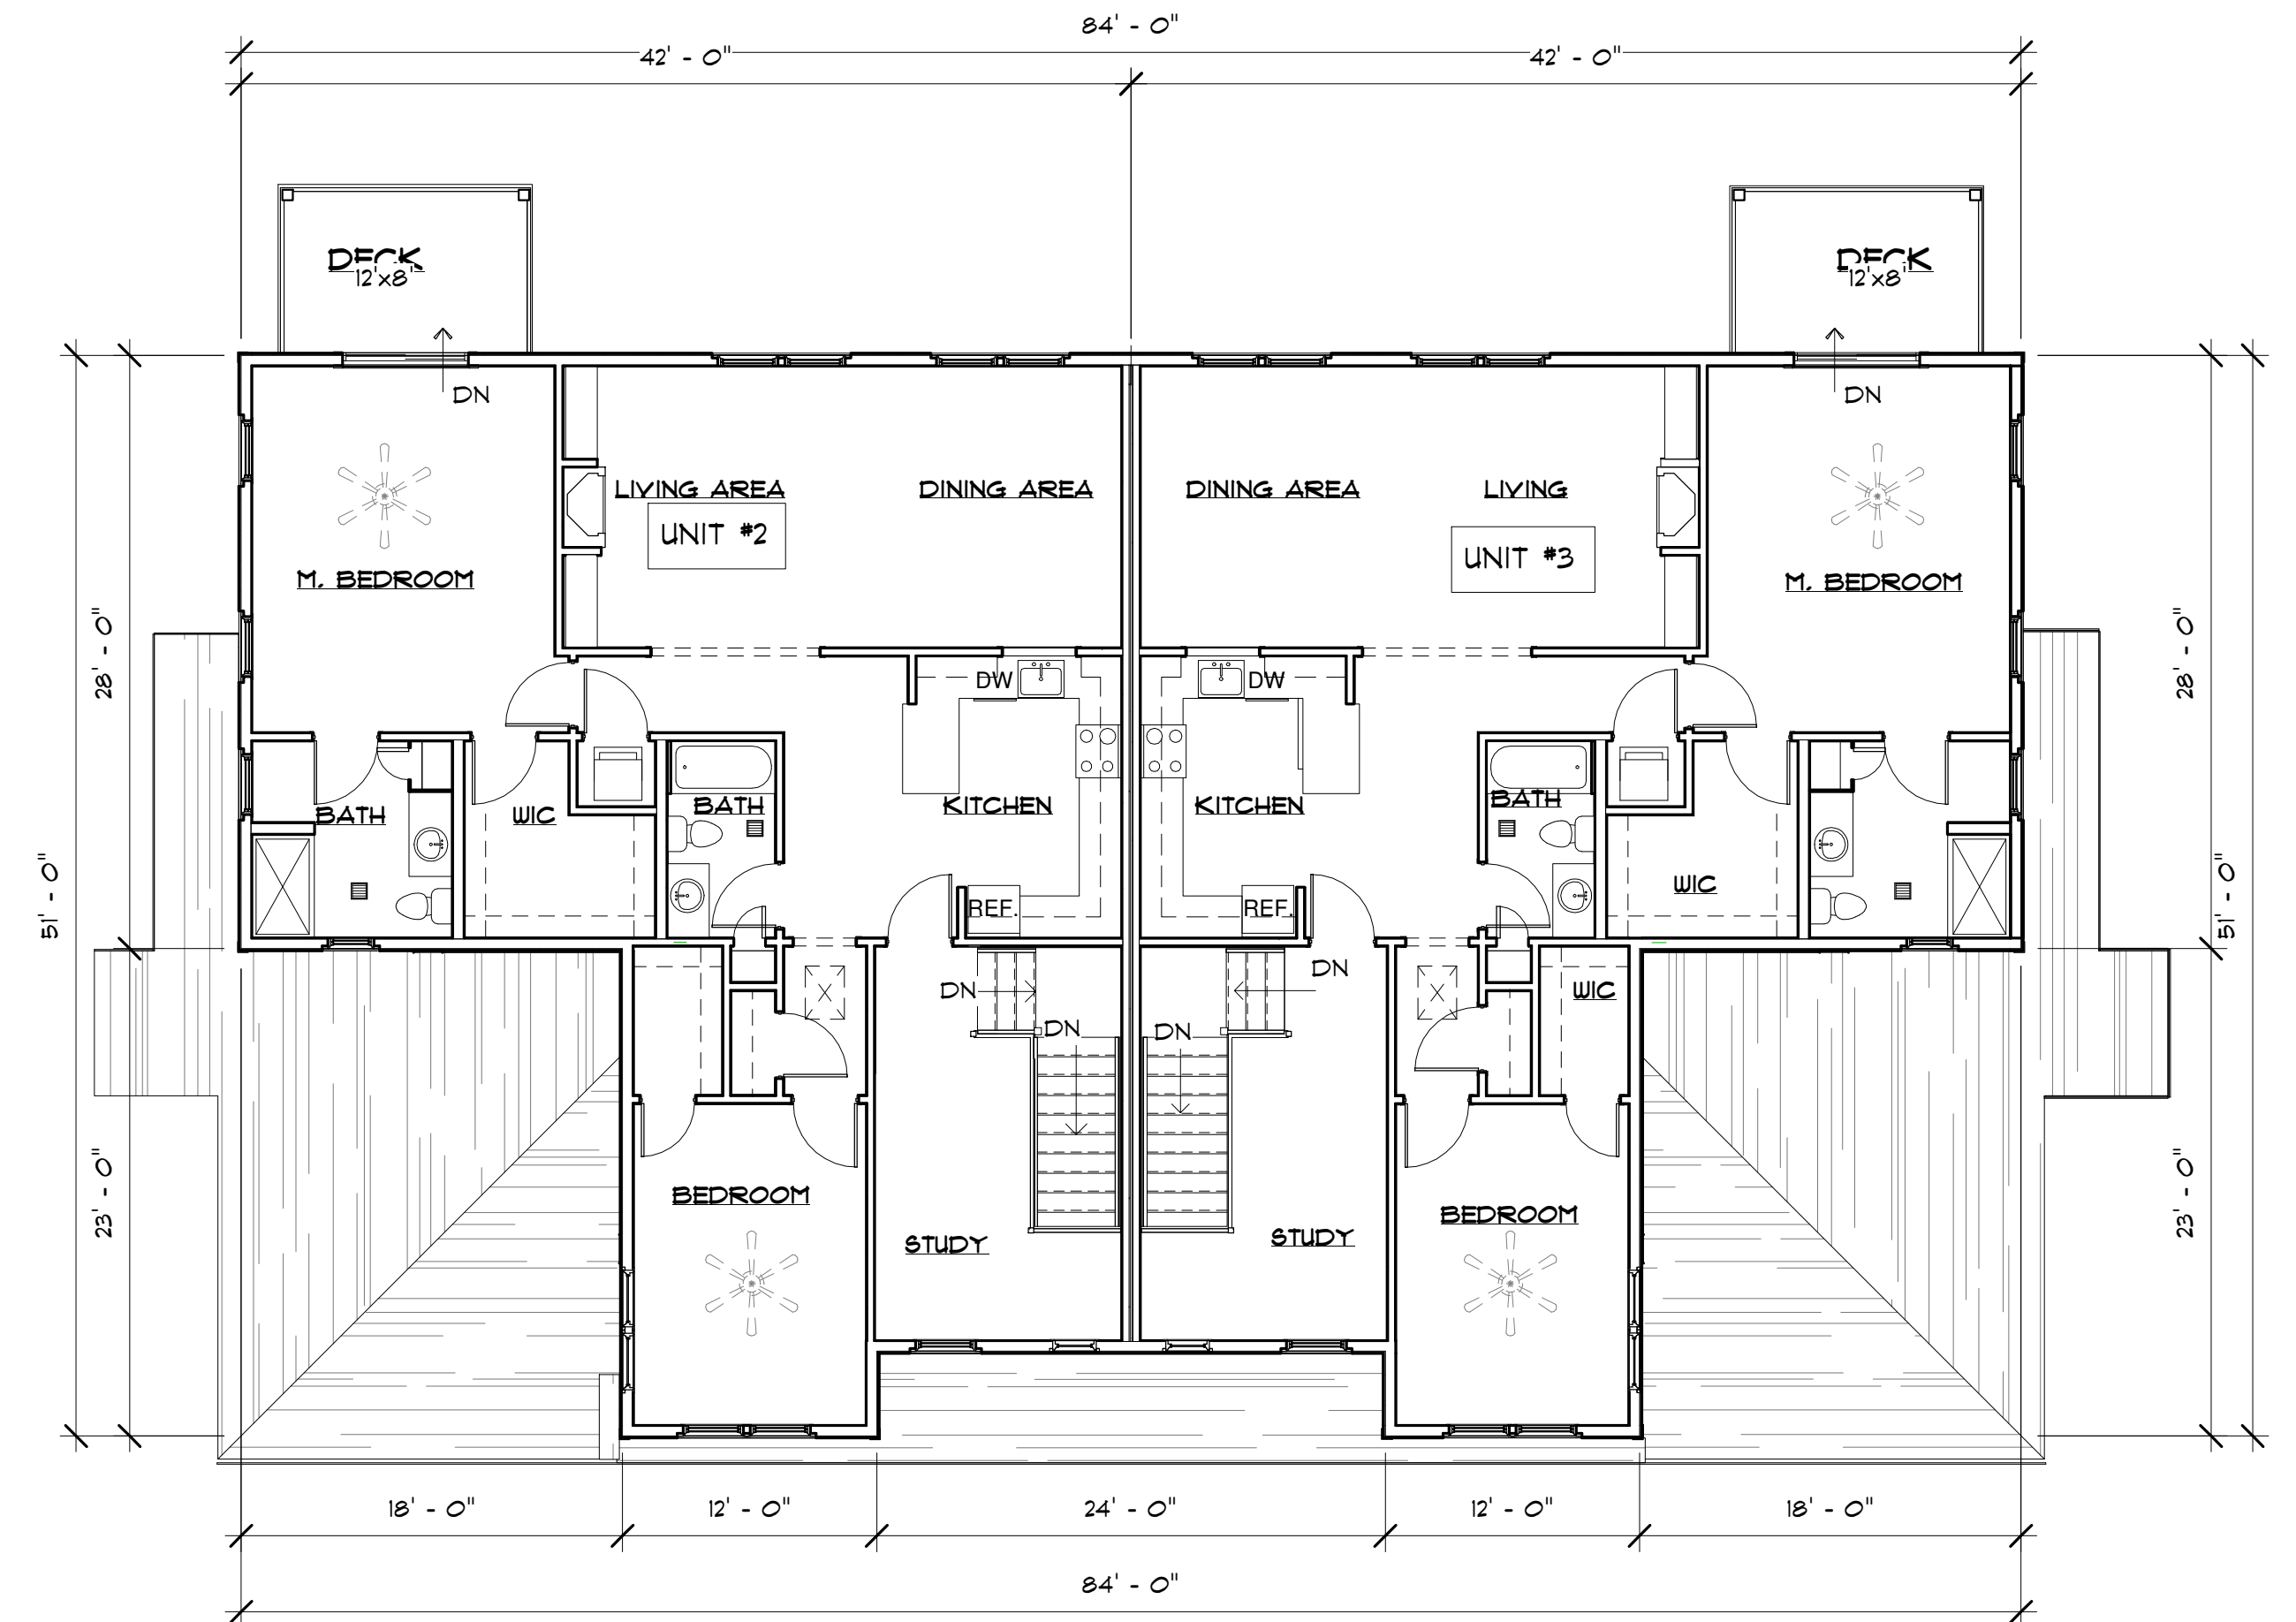 84' - 0"
42' - 0" 42' - 0"
DECK DECK
12'x8' 12'x8'
DN DN
LIVING AREA DINING AREA DINING AREA LIVING
UNIT #2 UNIT #3
M. BEDROOM M. BEDROOM
28' - 0" 28' - 0"
DW DW
BATH WIC BATH KITCHEN KITCHEN BATH
WIC
51' - 0" 51' - 0"
REF. REF.
DN DN
WIC
DN DN
23' - 0" 23' - 0"
BEDROOM BEDROOM
STUDY STUDY
18' - 0" 12' - 0" 24' - 0" 12' - 0" 18' - 0"
84' - 0"